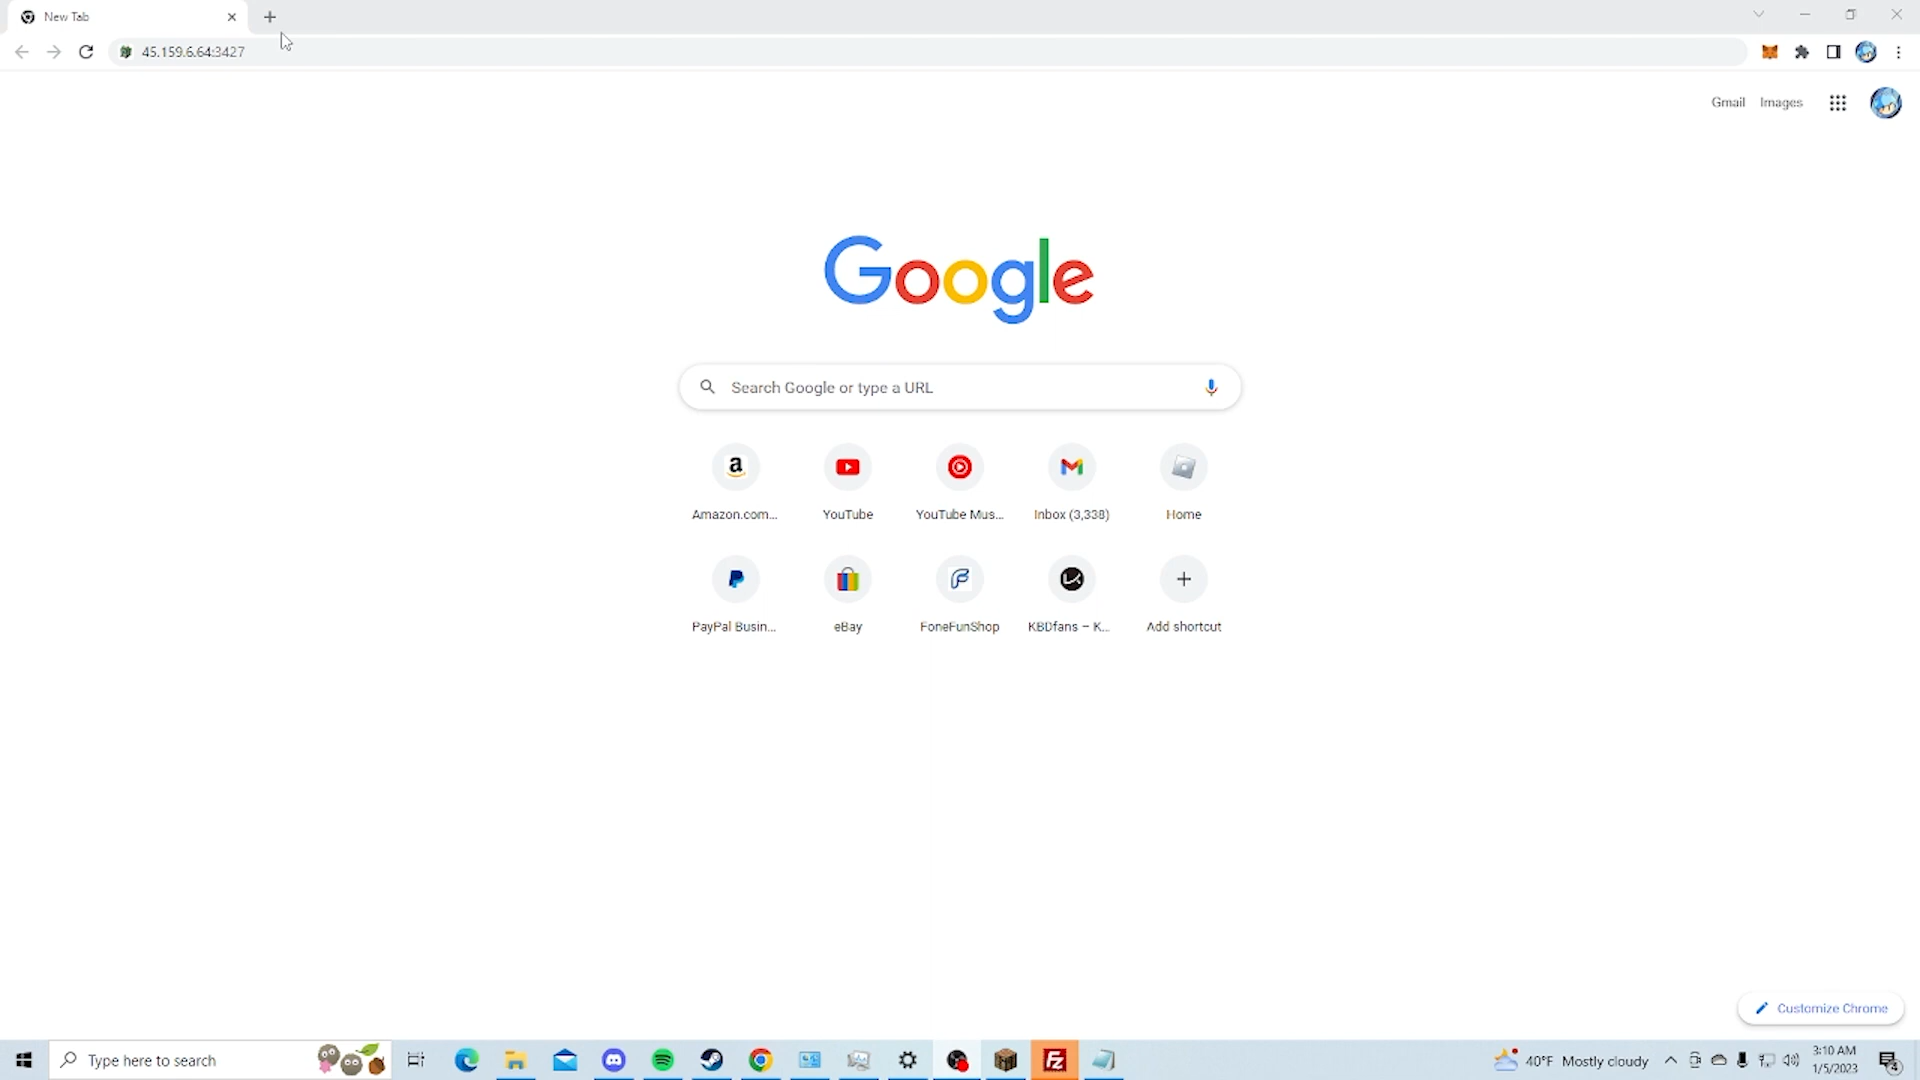 New Tab
45.159.6.64:3427
Gmail Images
Google
Search Google or type a URL
a
Amazon.com...
YouTube
YouTube Mus...
Inbox (3,338)
Home
PayPal Busin...
eBay
FoneFunShop
KBDfans – K...
Add shortcut
Customize Chrome
Type here to search
Fz
40°F Mostly cloudy
3:10 AM
1/5/2023
4